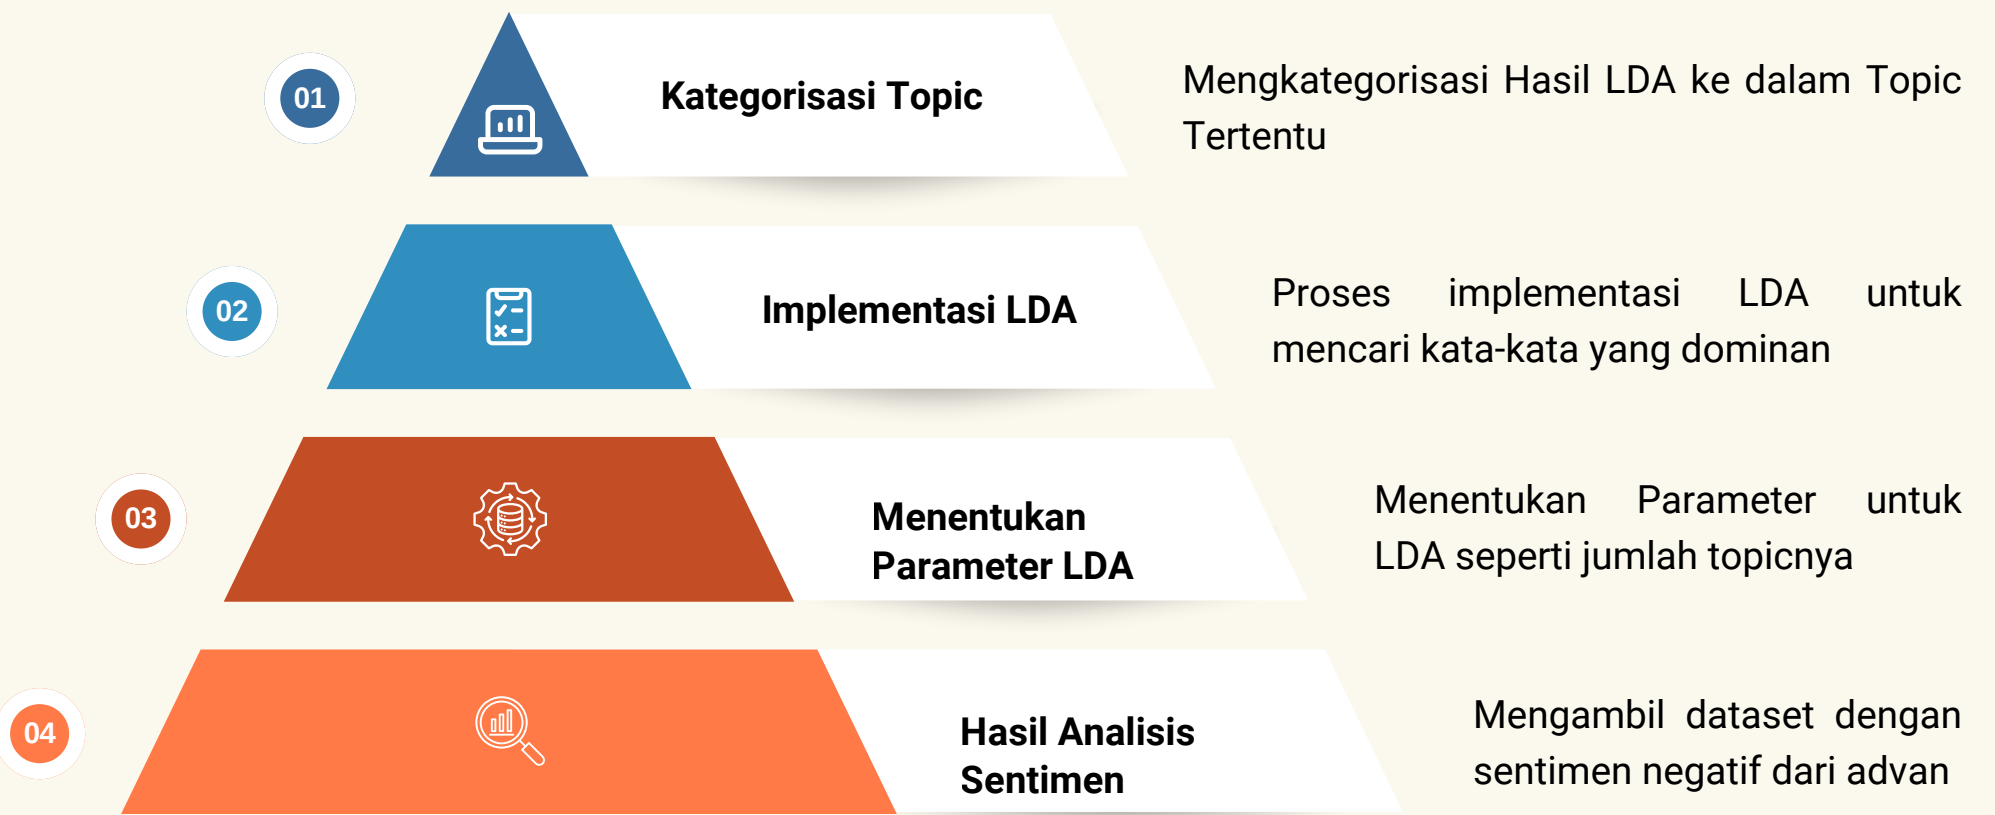 01
Kategorisasi Topic
Mengkategorisasi Hasil LDA ke dalam Topic
Tertentu
02
Implementasi LDA
Proses implementasi LDA untuk
mencari kata-kata yang dominan
03
Menentukan
Parameter LDA
Menentukan Parameter untuk
LDA seperti jumlah topicnya
04
Hasil Analisis
Sentimen
Mengambil dataset dengan
sentimen negatif dari advan